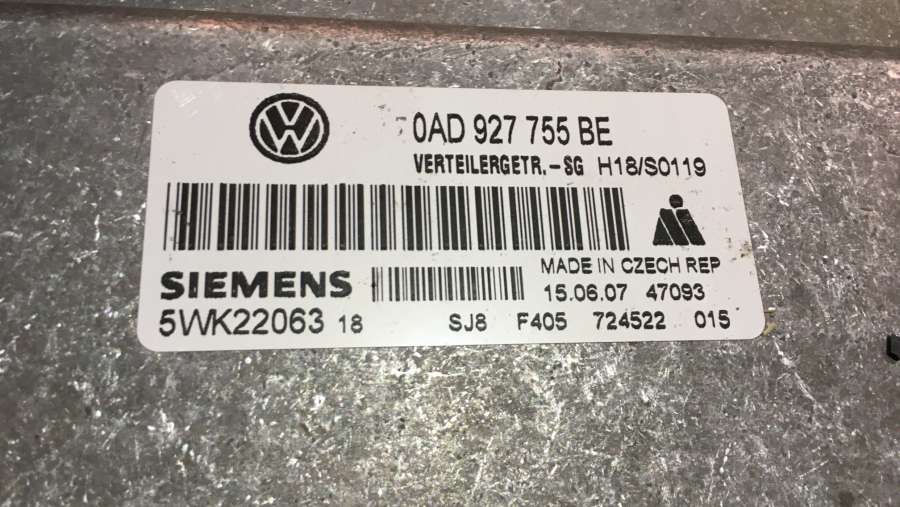 0AD 927 755 BE
VERTEILERGETR.-SG H18/S0119
SIEMENS
MADE IN CZECH REP
15.06.07 47093
5WK22063 18 SJ8 F405 724522 015